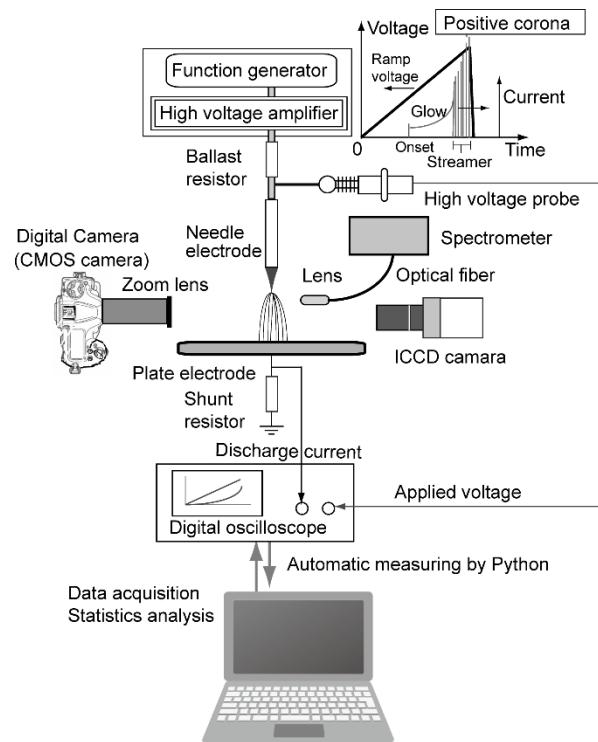 Voltage
Positive corona
Function generator
Ramp
voltage
High voltage amplifier
Glow
Current
0
Onset
Time
Streamer
Ballast
resistor
High voltage probe
Needle
electrode
Spectrometer
Digital Camera
(CMOS camera)
Zoom lens
Lens
Optical fiber
ICCD camara
Plate electrode
Shunt
resistor
Discharge current
Applied voltage
Digital oscilloscope
Automatic measuring by Python
Data acquisition
Statistics analysis